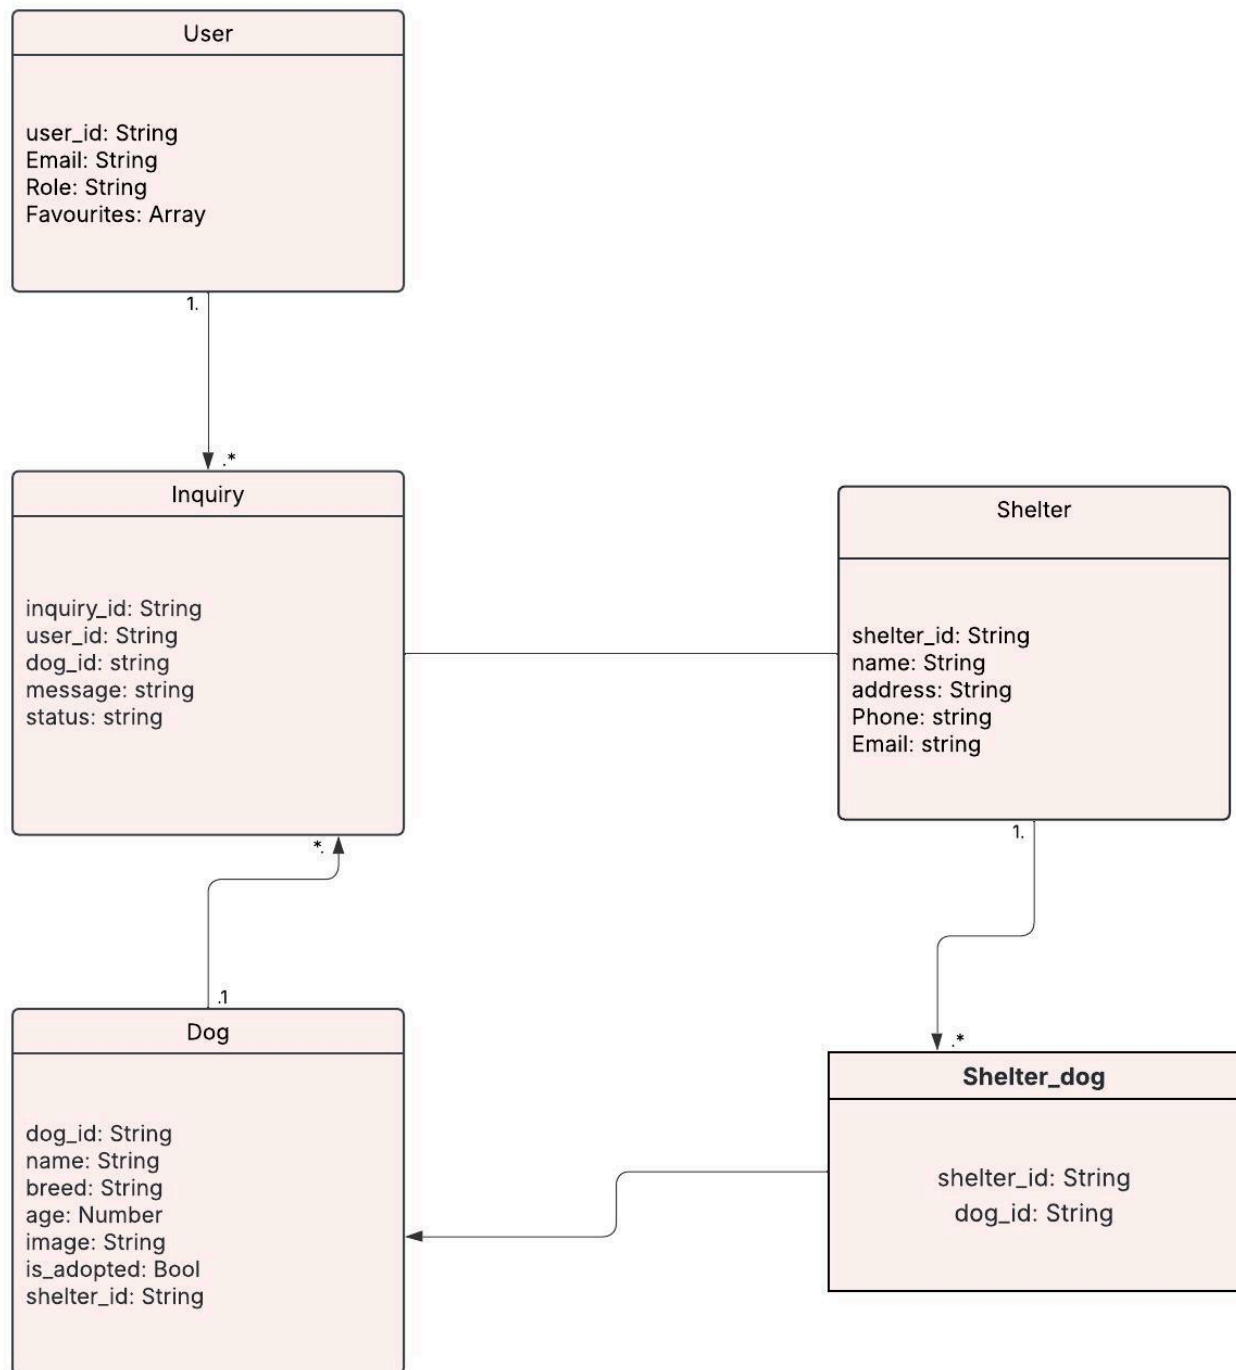 User
user_id: String
Email: String
Role: String
Favourites: Array
1.
.*
Inquiry
inquiry_id: String
user_id: String
dog_id: string
message: string
status: string
*.
Shelter
shelter_id: String
name: String
address: String
Phone: string
Email: string
1.
.*
.1
Dog
dog_id: String
name: String
breed: String
age: Number
image: String
is_adopted: Bool
shelter_id: String
Shelter_dog
shelter_id: String
dog_id: String